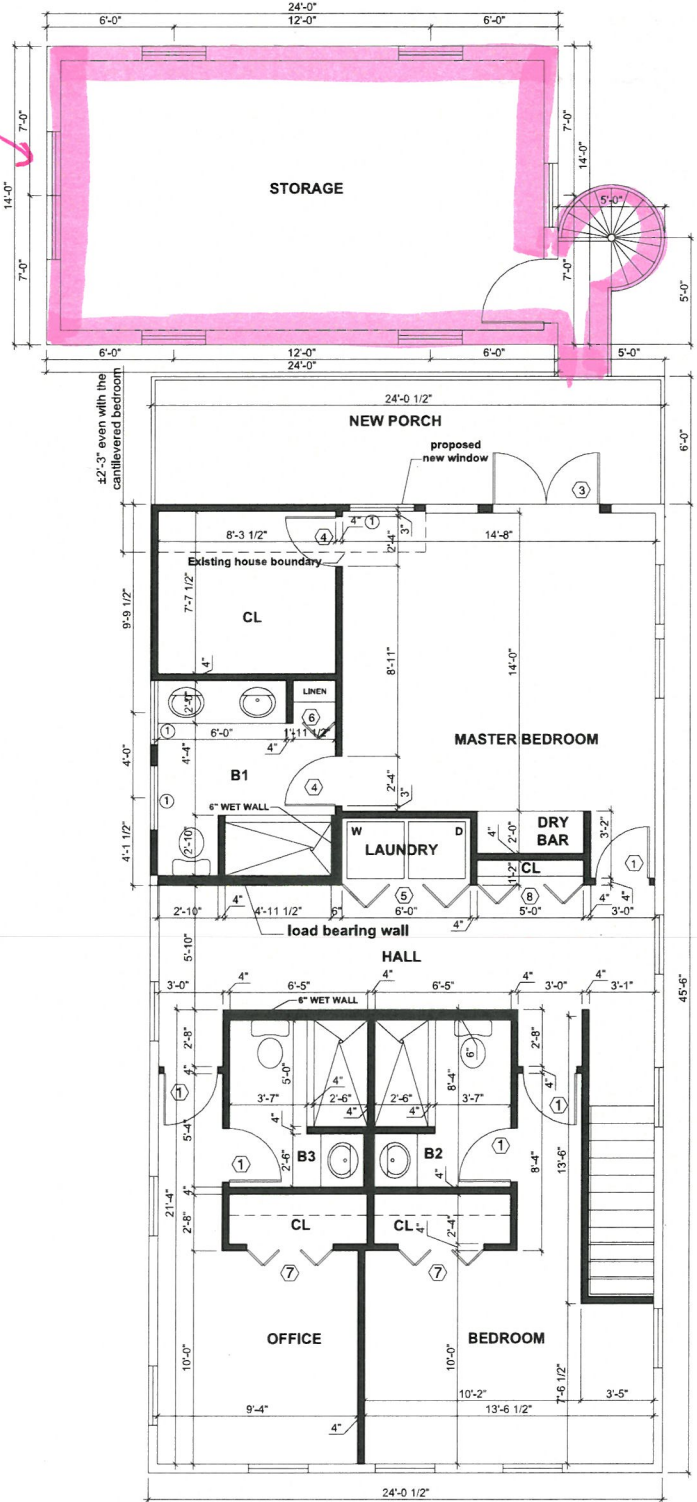 24'-0"
6'-0" 12'-0" 6'-0"
7'-0" 7'-0"
14'-0" 14'-0"
STORAGE
5'-0"
7'-0" 7'-0"
5'-0"
6'-0" 12'-0" 6'-0" 5'-0"
24'-0"
±2'-3" even with the
cantilevered bedroom
24'-0 1/2"
NEW PORCH
6'-0"
proposed
new window
3
4" 1 3"
8'-3 1/2" 4 14'-8"
2'-4"
Existing house boundary
7'-7 1/2"
9'-9 1/2"
CL
8'-11" 14'-0"
4"
LINEN
2'-0"
6
1 6'-0" 1'-11 1/2"
4"
4'-0" 4'-4"
MASTER BEDROOM
B1
4 2'-4"
1
3"
6" WET WALL
4'-1 1/2" 2'-10"
W D
LAUNDRY
DRY
BAR
4" 2'-0" 3'-2"
1
CL
1'-2"
5 8 4"
2'-10" 4" 4'-11 1/2" 6" 6'-0" 4" 5'-0" 4" 3'-0"
load bearing wall
5'-10"
HALL
45'-6"
3'-0" 4" 6'-5" 4" 6'-5" 4" 3'-0" 4" 3'-1"
6" WET WALL
2'-8" 6" 2'-8"
5'-0" 8'-4"
4" 4" 4"
1 3'-7" 2'-6" 4" 2'-6" 3'-7" 1
4"
5'-4"
B3 B2
1 2'-6" 4" 1
8'-4" 13'-6"
4"
21'-4"
2'-8" CL CL 4" 2'-4"
7 7
OFFICE BEDROOM
10'-0" 10'-0"
7'-6 1/2"
10'-2" 3'-5"
9'-4" 13'-6 1/2"
4"
24'-0 1/2"